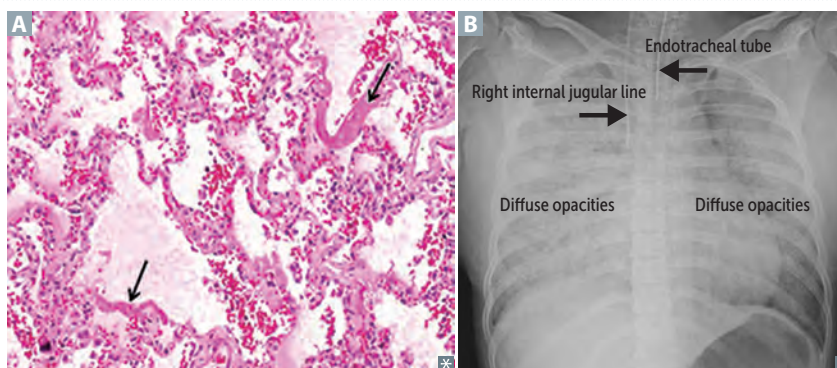 A
B
Endotracheal tube
Right internal jugular line
Diffuse opacities
Diffuse opacities